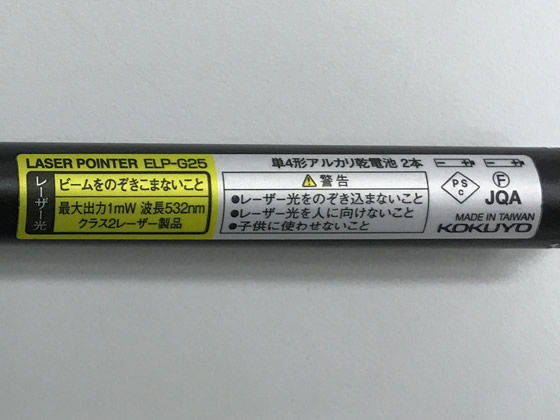 LASER POINTER ELP-G25
レーザー光
ビームをのぞきこまないこと
最大出力1mW 波長532nm
クラス2レーザー製品
単4形アルカリ乾電池 2本
警告
●レーザー光をのぞき込まないこと
●レーザー光を人に向けないこと
●子供に使わせないこと
PS
C
F
JQA
MADE IN TAIWAN
KOKUYO